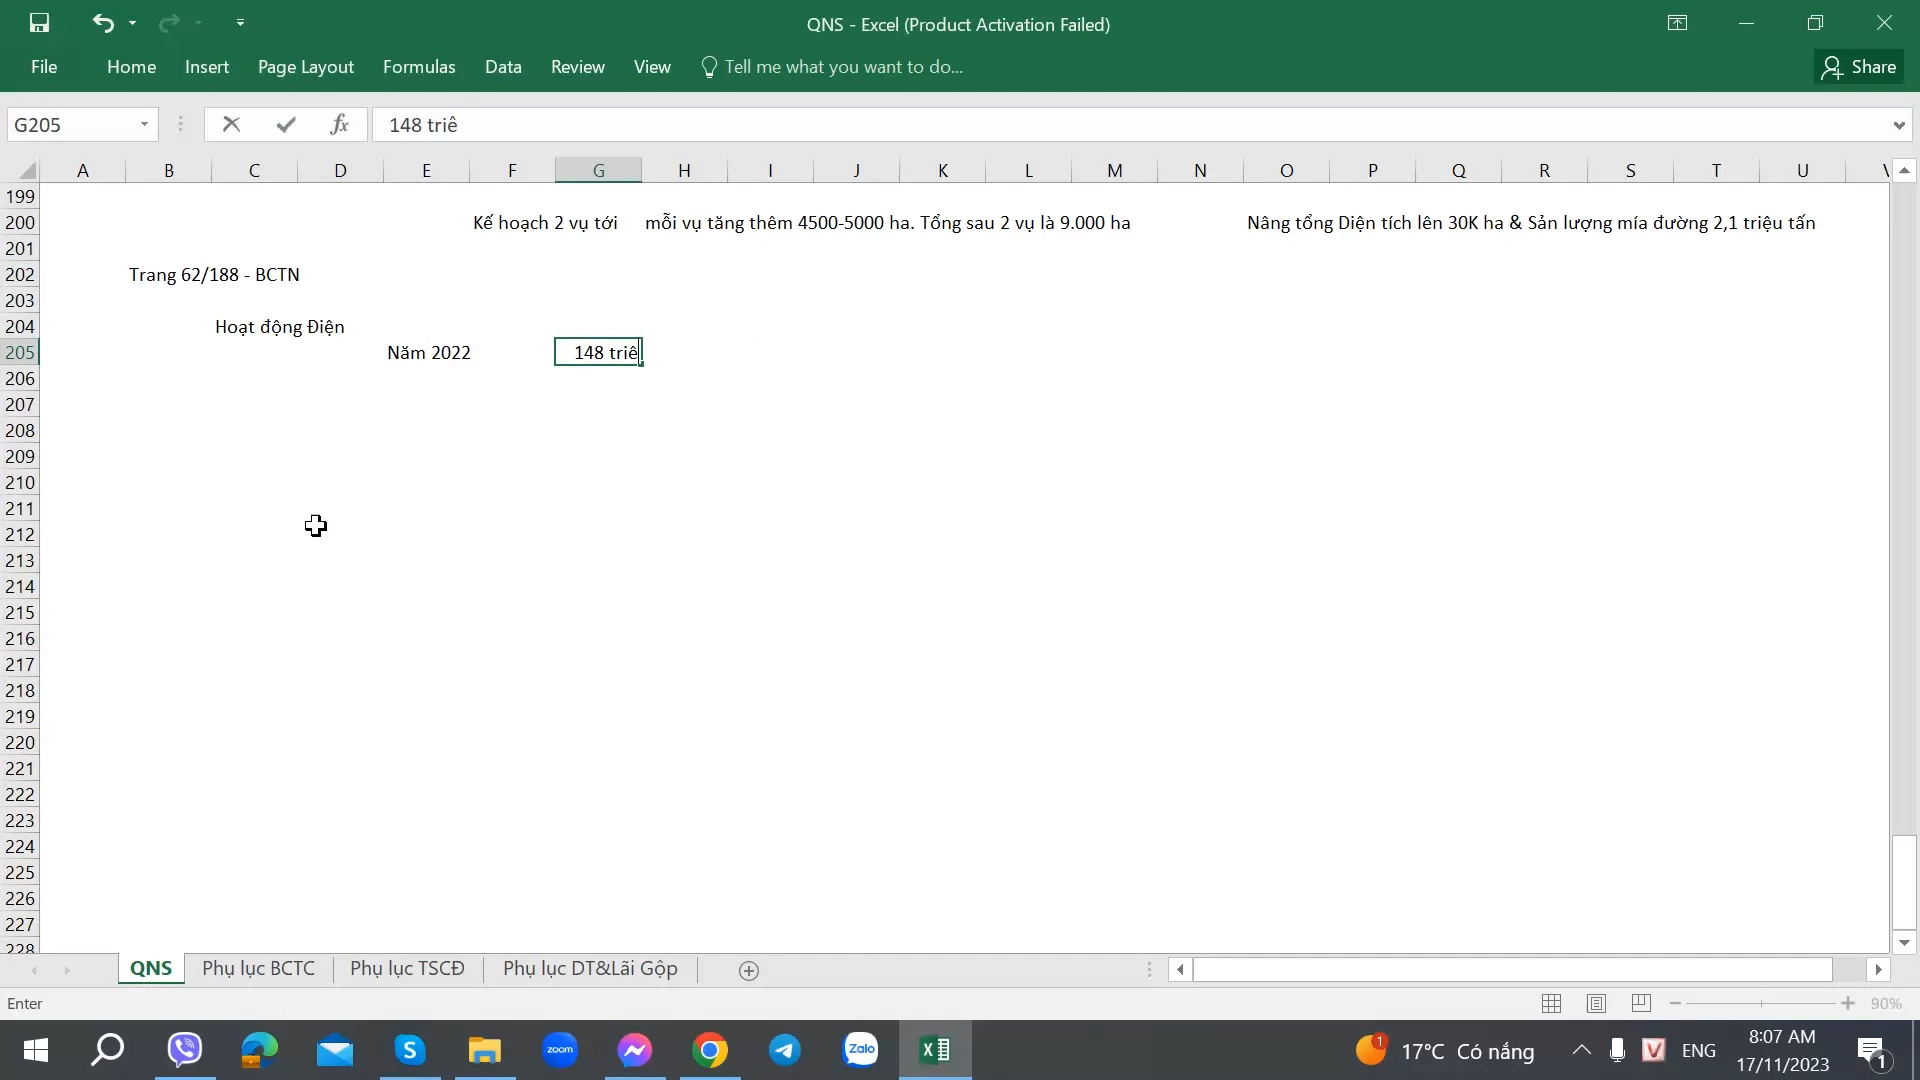 QNS - Excel (Product Activation Failed)
File Home Insert Page Layout Formulas Data Review View Tell me what you want to do... Share
G205 fx 148 triê
A B C D E F G H I J K L M N O P Q R S T U
199
200 Kế hoạch 2 vụ tới mỗi vụ tăng thêm 4500-5000 ha. Tổng sau 2 vụ là 9.000 ha Nâng tổng Diện tích lên 30K ha & Sản lượng mía đường 2,1 triệu tấn
201
202 Trang 62/188 - BCTN
203
204 Hoạt động Điện
205 Năm 2022 148 triê
206
207
208
209
210
211
212
213
214
215
216
217
218
219
220
221
222
223
224
225
226
227
228
QNS Phụ lục BCTC Phụ lục TSCĐ Phụ lục DT&Lãi Gộp
Enter 90%
zoom Zalo 1 17°C Có nắng V ENG 8:07 AM 1
17/11/2023